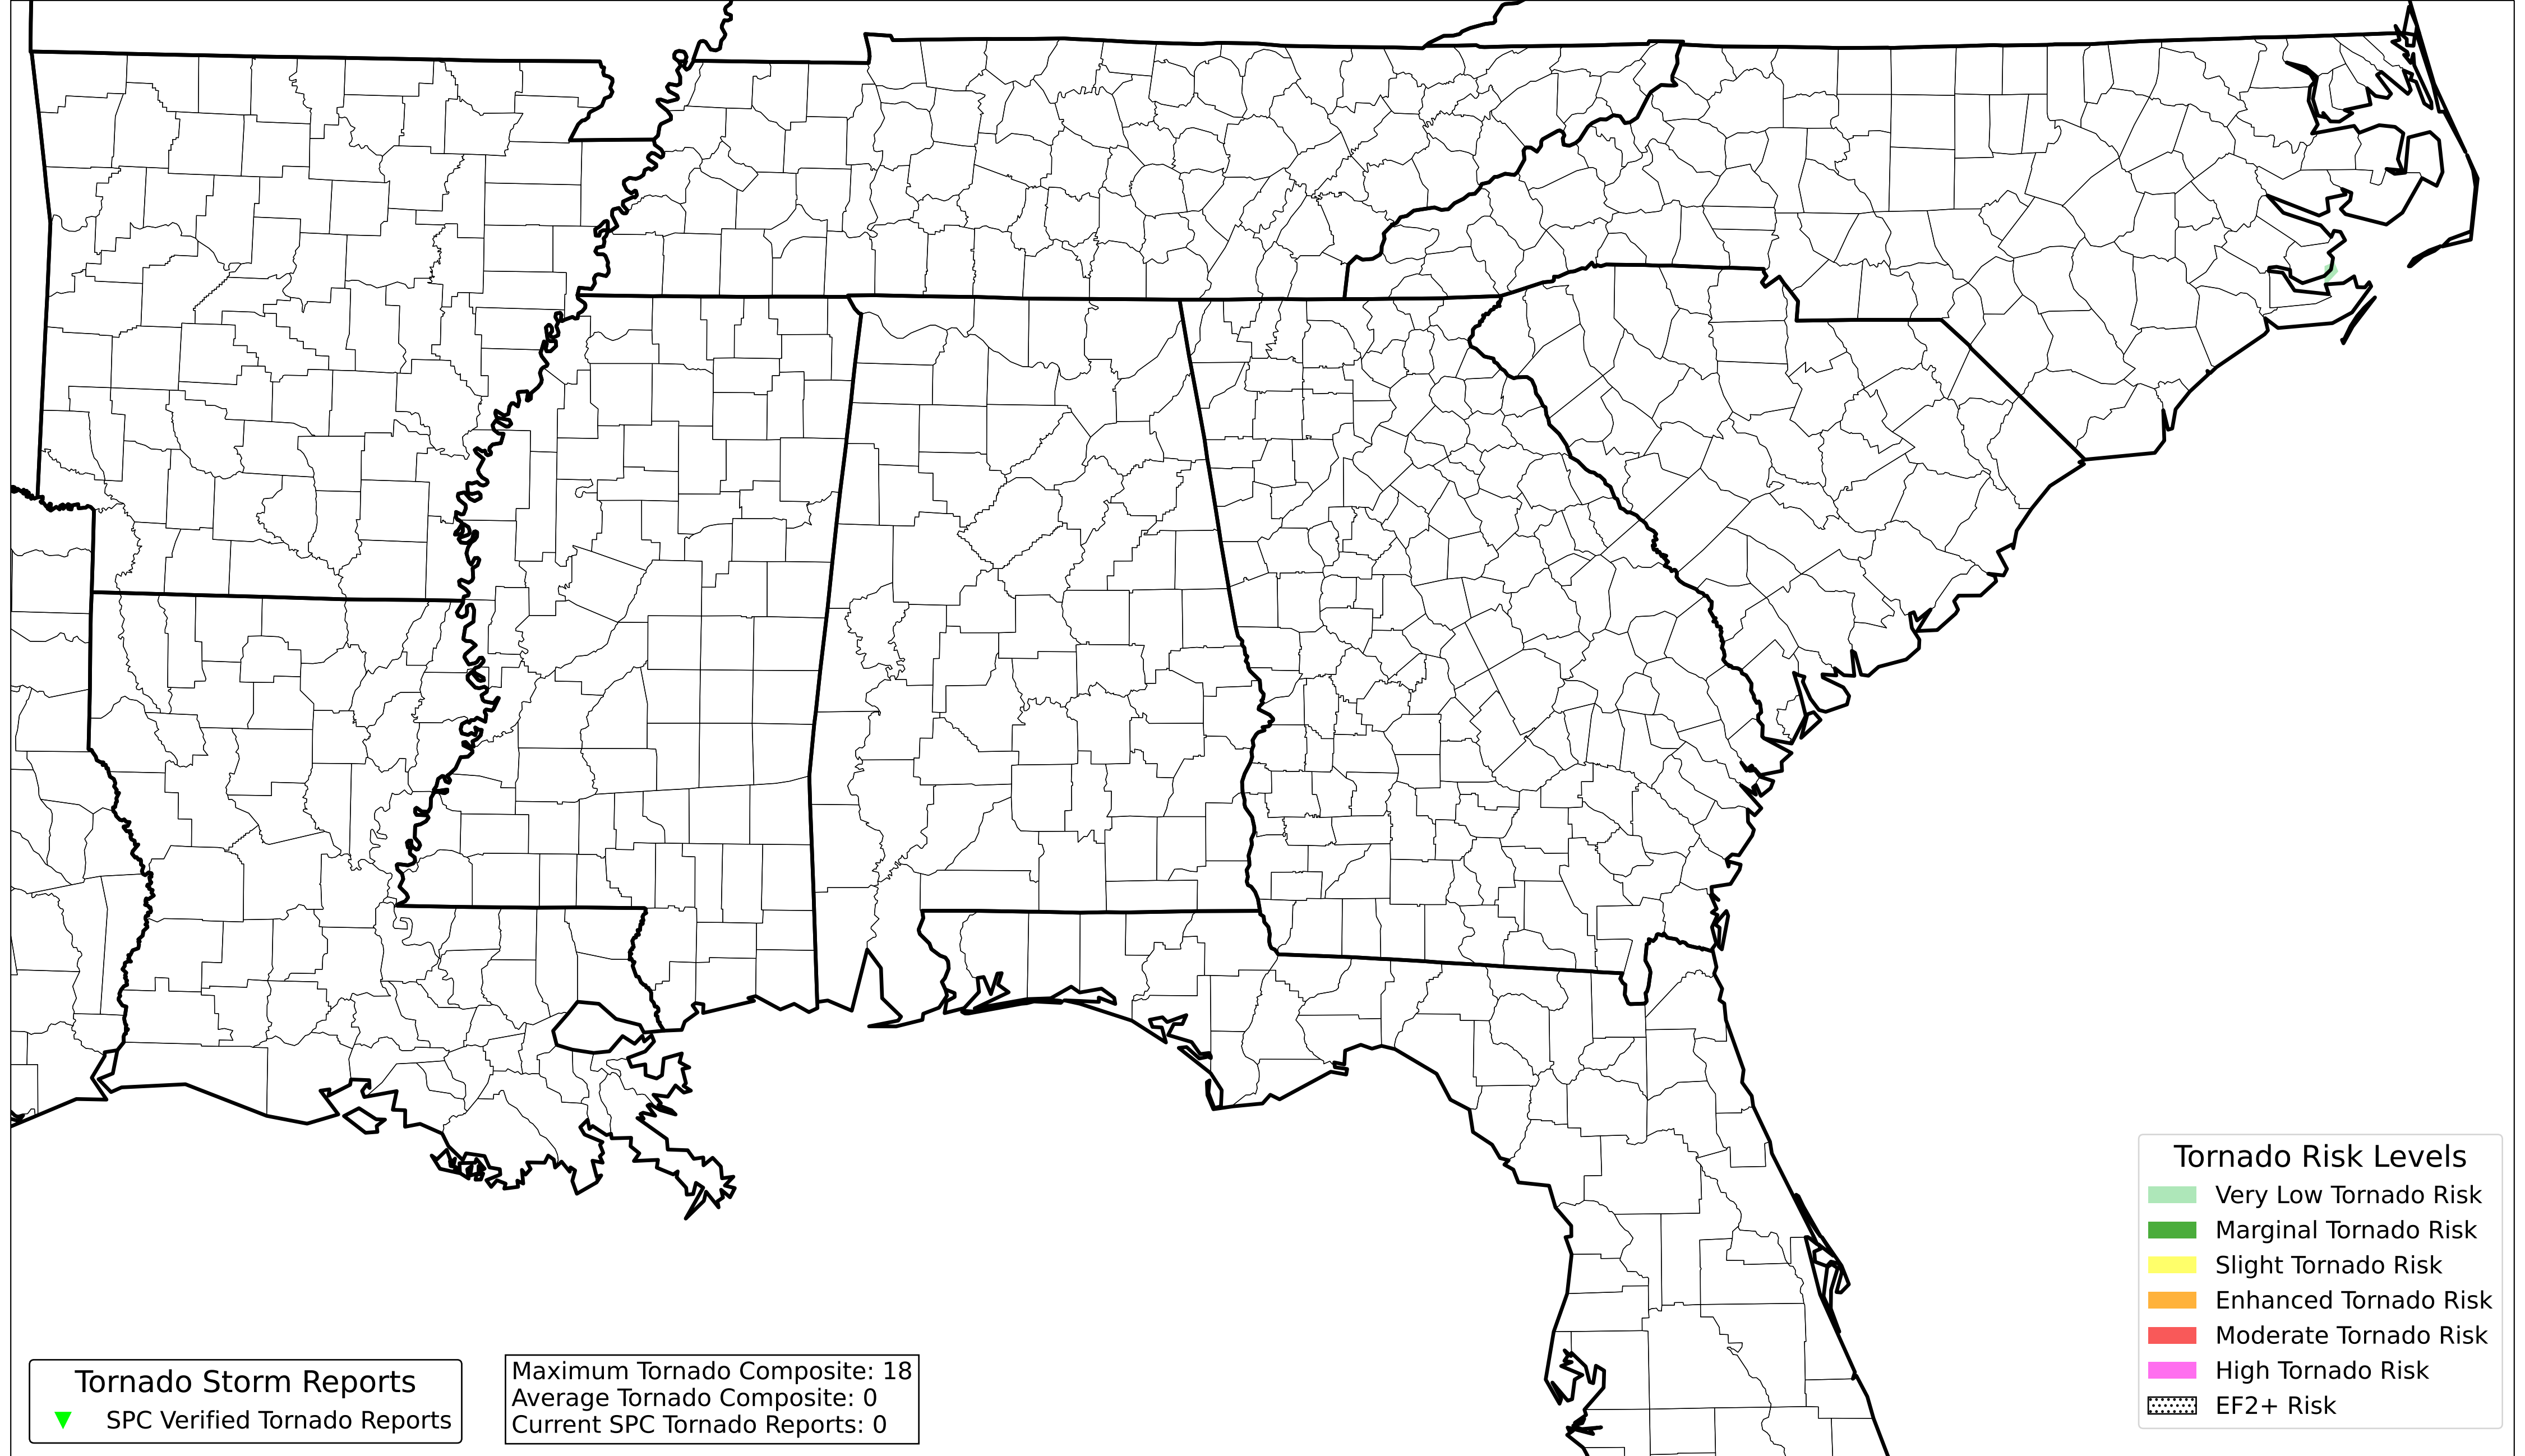 Tornado Storm Reports
SPC Verified Tornado Reports
Maximum Tornado Composite: 18
Average Tornado Composite: 0
Current SPC Tornado Reports: 0
Tornado Risk Levels
Very Low Tornado Risk
Marginal Tornado Risk
Slight Tornado Risk
Enhanced Tornado Risk
Moderate Tornado Risk
High Tornado Risk
EF2+ Risk